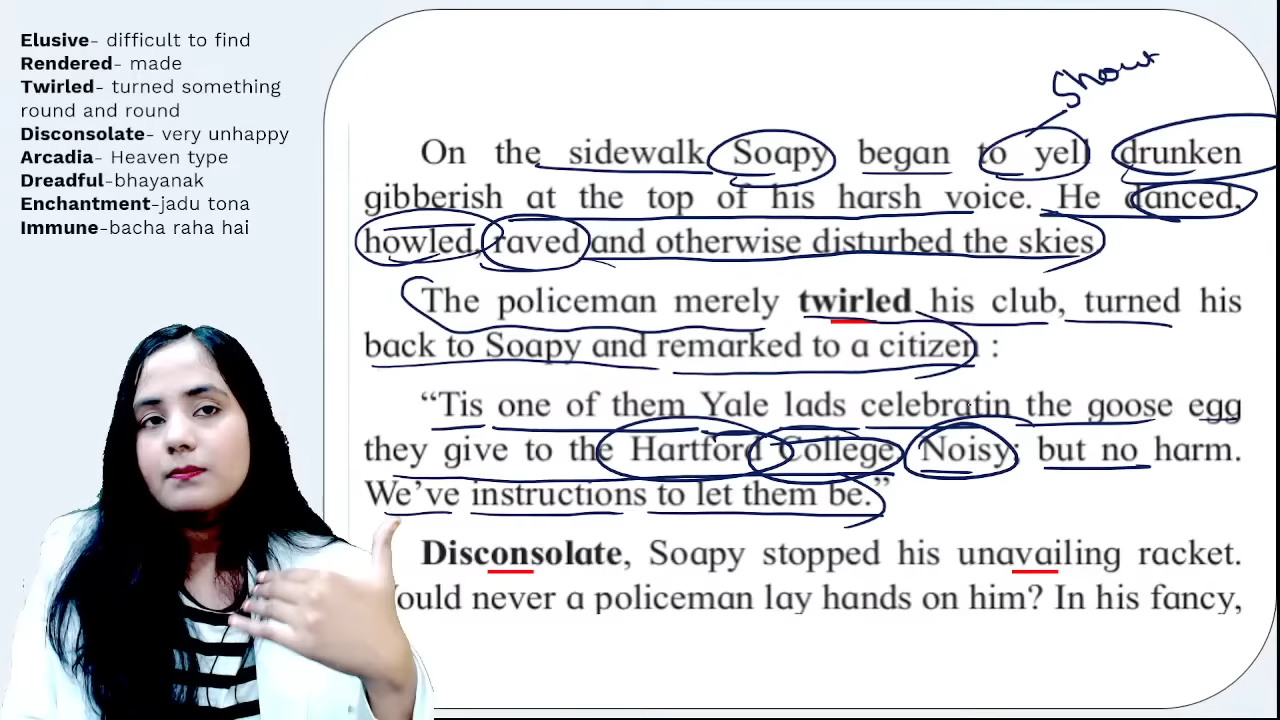 Elusive- difficult to find
Rendered- made
Twirled- turned something
round and round
Disconsolate- very unhappy
Arcadia- Heaven type
Dreadful-bhayanak
Enchantment-jadu tona
Immune-bacha raha hai
Shout
On the sidewalk Soapy began to yell drunken
gibberish at the top of his harsh voice. He danced,
howled, raved and otherwise disturbed the skies
The policeman merely twirled his club, turned his
back to Soapy and remarked to a citizen :
“Tis one of them Yale lads celebratin the goose egg
they give to the Hartford College Noisy; but no harm.
We’ve instructions to let them be.”
Disconsolate, Soapy stopped his unavailing racket.
ould never a policeman lay hands on him? In his fancy,